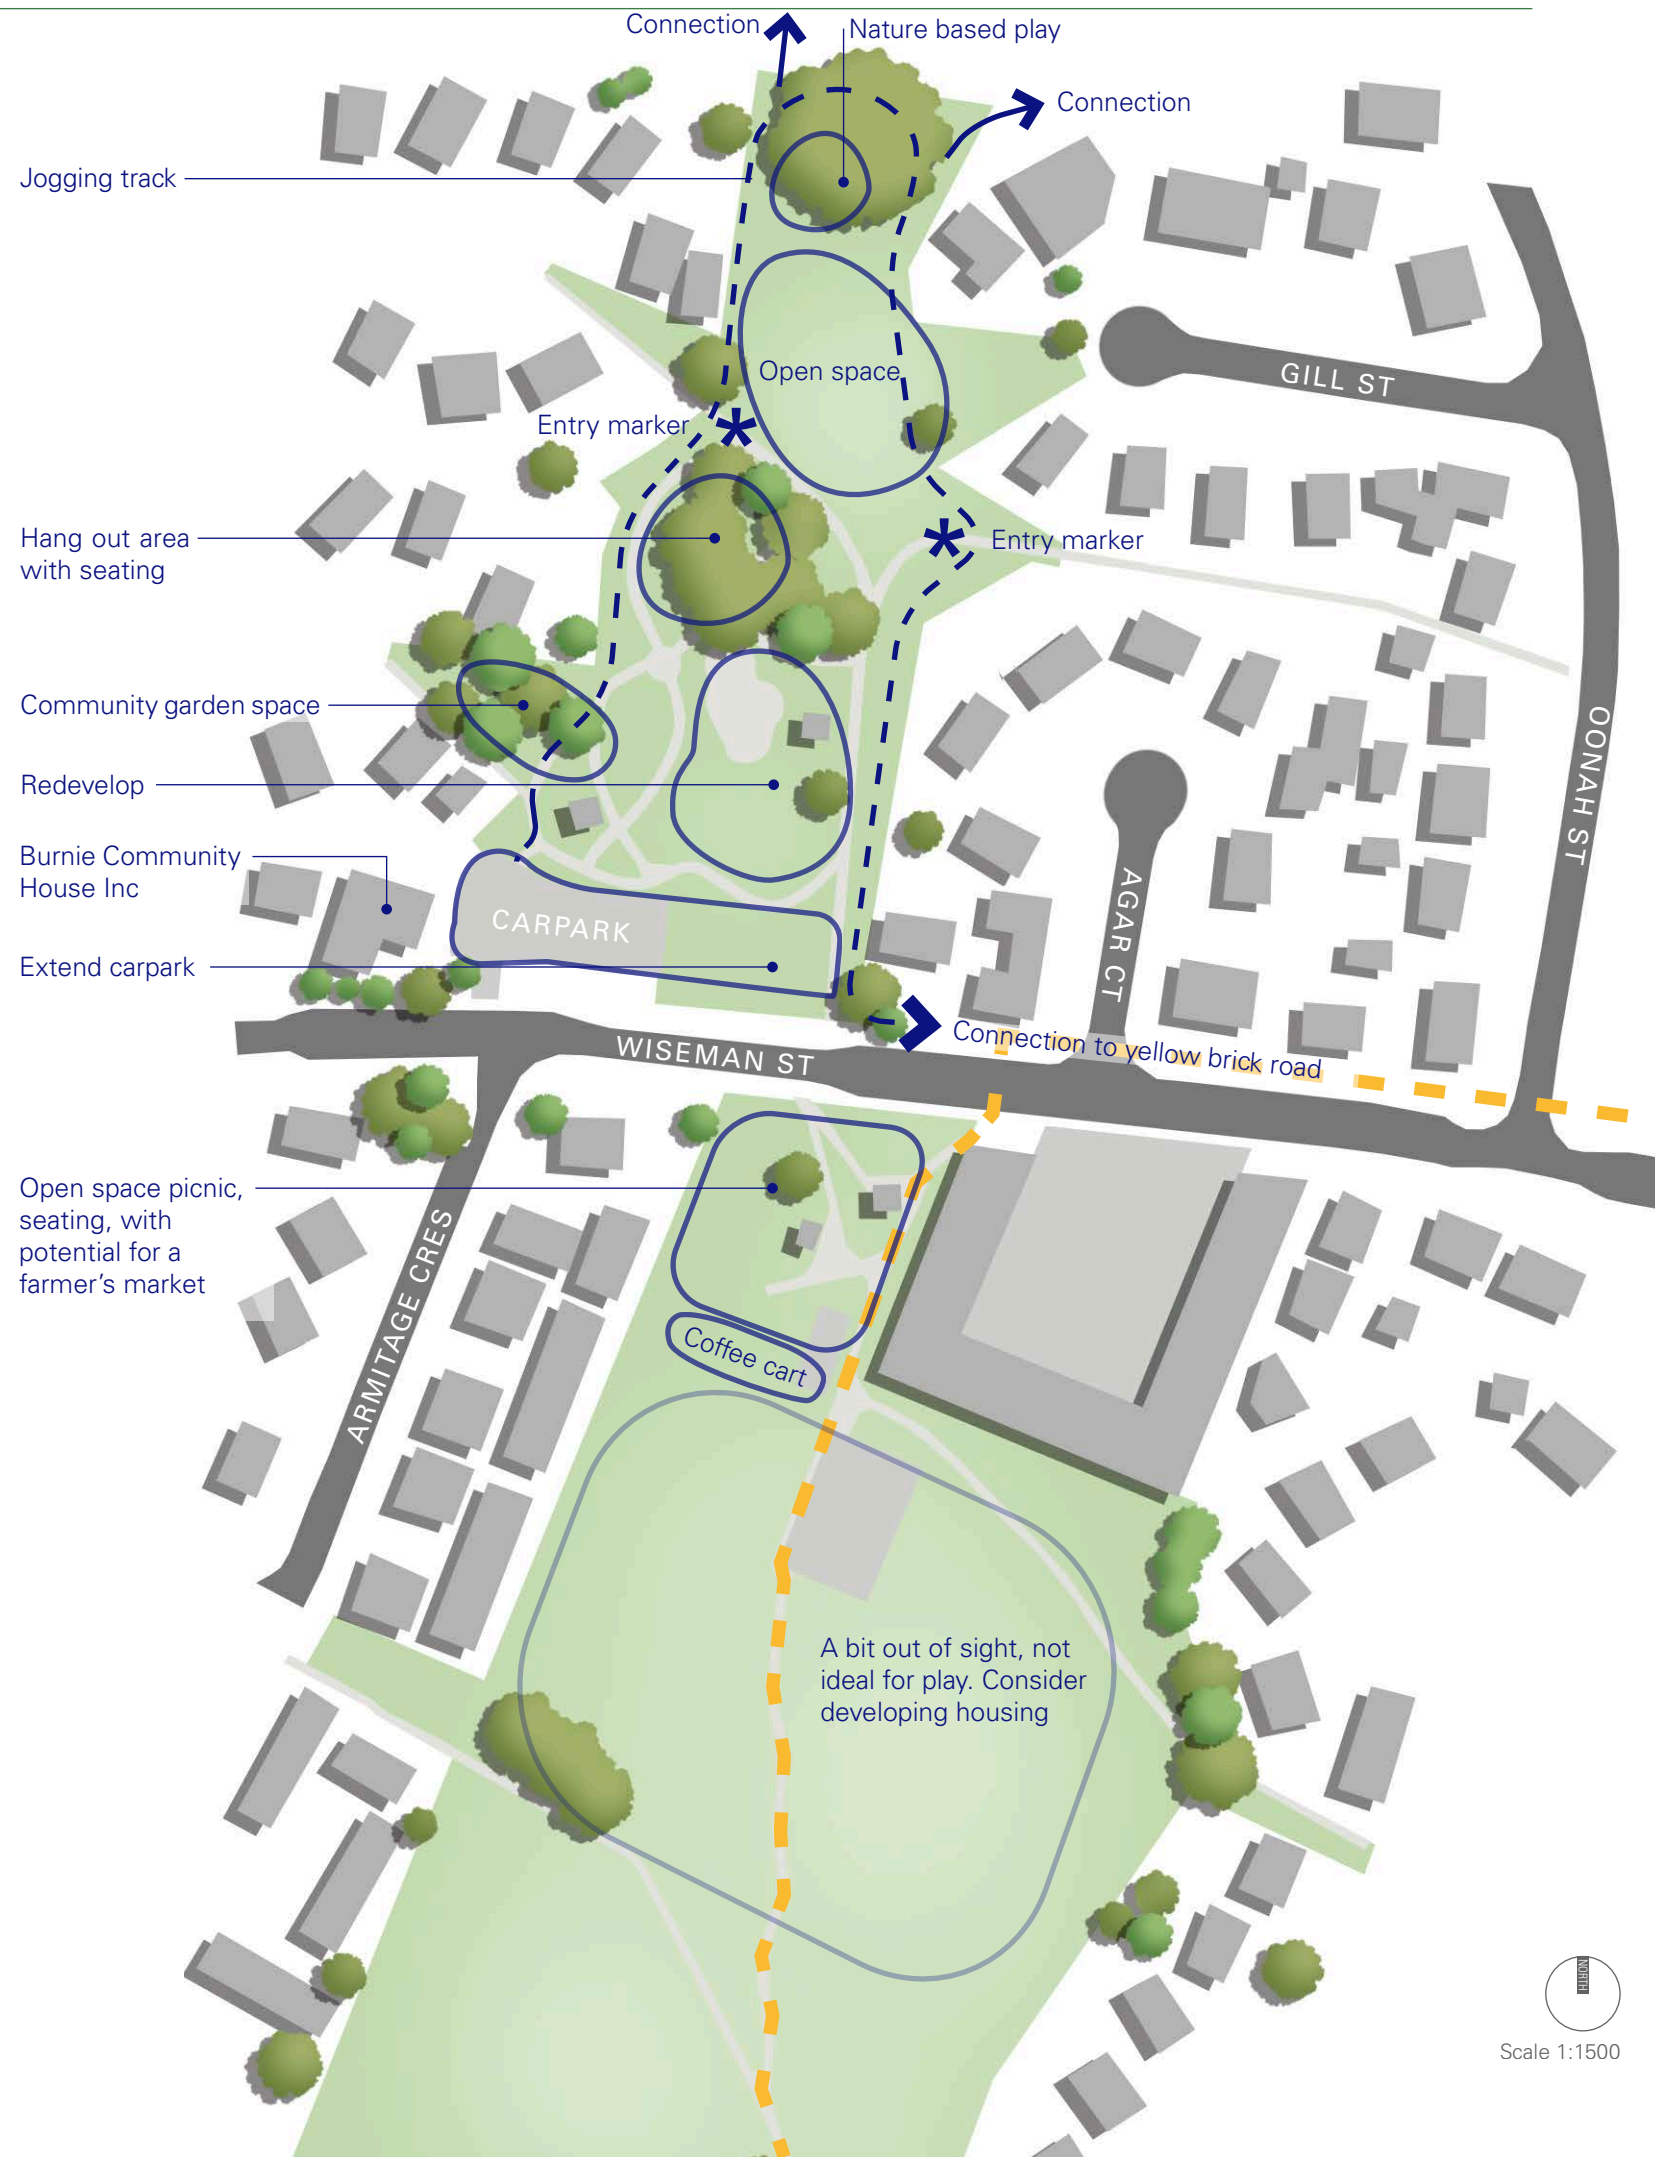 Connection
Nature based play
Connection
Jogging track
Open space
GILL ST
Entry marker
Hang out area
with seating
Entry marker
Community garden space
OONAH ST
Redevelop
Burnie Community
House Inc
AGAR CT
CARPARK
Extend carpark
Connection to yellow brick road
WISEMAN ST
Open space picnic,
seating, with
potential for a
farmer's market
ARMITAGE CRES
Coffee cart
A bit out of sight, not
ideal for play. Consider
developing housing
NORTH
Scale 1:1500